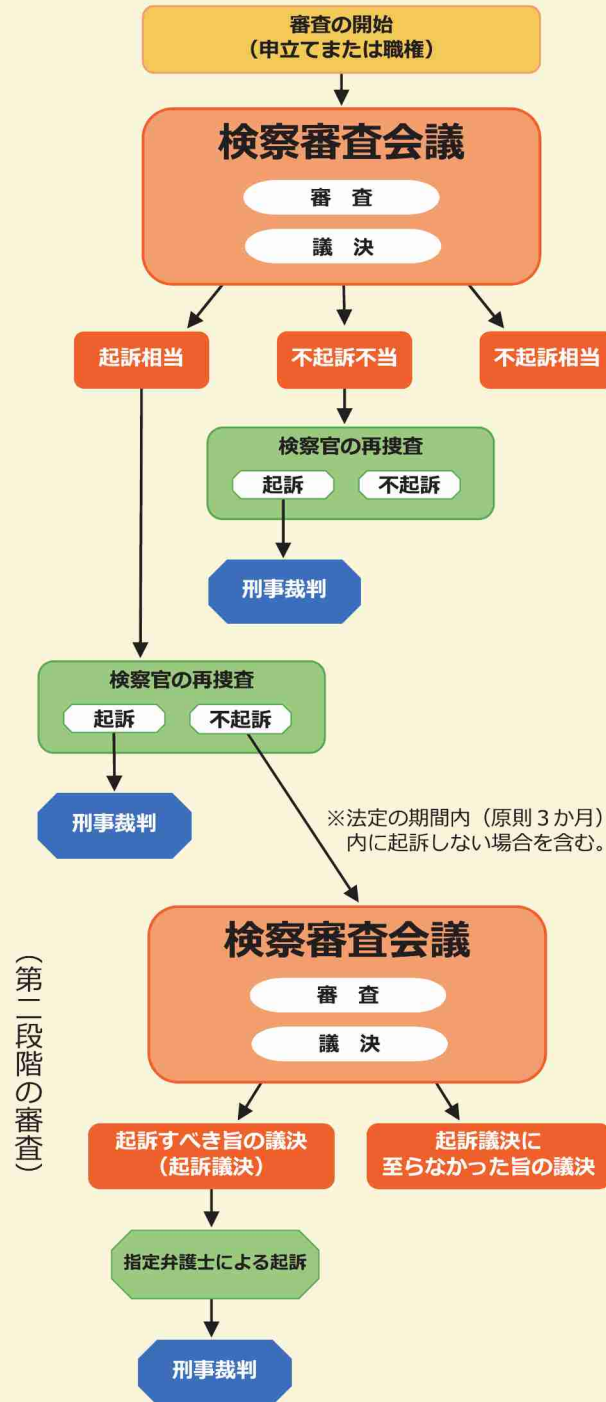 審査の開始
（申立てまたは職権）
検察審査会議
審　査
議　決
起訴相当
不起訴不当
不起訴相当
検察官の再捜査
起訴
不起訴
刑事裁判
検察官の再捜査
起訴
不起訴
刑事裁判
※法定の期間内（原則３か月）
内に起訴しない場合を含む。
（第二段階の審査）
検察審査会議
審　査
議　決
起訴すべき旨の議決
（起訴議決）
起訴議決に
至らなかった旨の議決
指定弁護士による起訴
刑事裁判